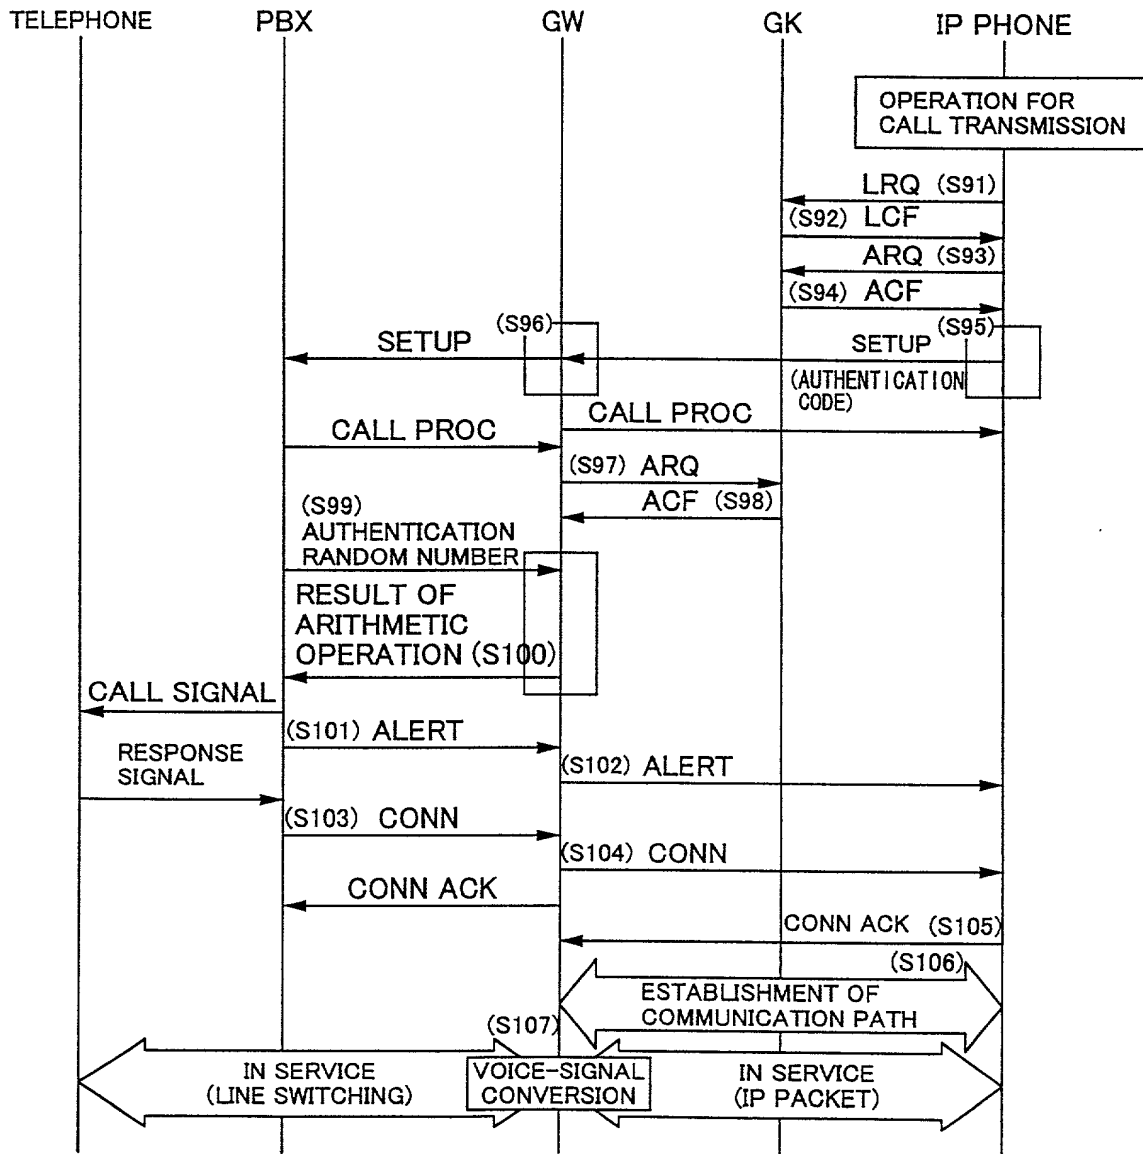 TELEPHONE PBX GW GK IP PHONE
OPERATION FOR
CALL TRANSMISSION
LRQ (S91)
(S92) LCF
ARQ (S93)
(S94) ACF
(S96)
(S95)
SETUP
SETUP
(AUTHENTICATION
CODE)
CALL PROC
CALL PROC
(S97) ARQ
ACF (S98)
(S99)
AUTHENTICATION
RANDOM NUMBER
RESULT OF
ARITHMETIC
OPERATION (S100)
CALL SIGNAL
(S101) ALERT
RESPONSE
SIGNAL
(S102) ALERT
(S103) CONN
(S104) CONN
CONN ACK
CONN ACK (S105)
(S106)
ESTABLISHMENT OF
COMMUNICATION PATH
(S107)
IN SERVICE
(LINE SWITCHING)
VOICE-SIGNAL
CONVERSION
IN SERVICE
(IP PACKET)